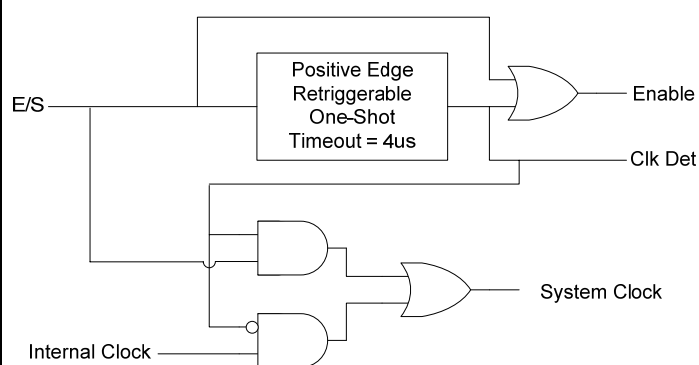 Positive Edge
Retriggerable
One-Shot
Timeout = 4us
E/S
Enable
Clk Det
System Clock
Internal Clock